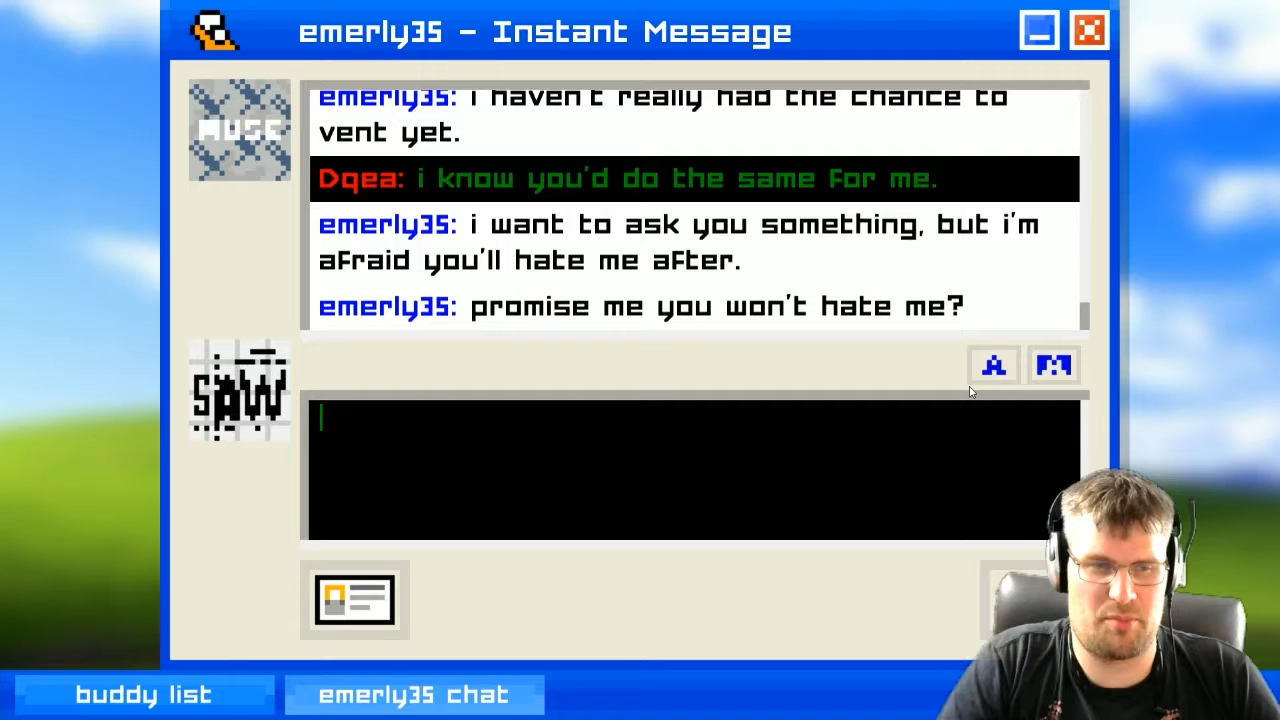 emerly35 - Instant Message
emerly35: i haven't really had the chance to
vent yet.
Dqea: i know you'd do the same for me.
emerly35: i want to ask you something, but i'm
afraid you'll hate me after.
emerly35: promise me you won't hate me?
MUSE
A
SAW
buddy list
emerly35 chat